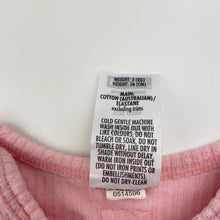 WEIGHT: 3 (KG)
HEIGHT: 56 (CM)
MAIN:
COTTON (AUSTRALIAN)/
ELASTANE
excluding trims
COLD GENTLE MACHINE
WASH INSIDE OUT WITH
LIKE COLOURS; DO NOT
BLEACH OR SOAK, DO NOT
TUMBLE DRY, LINE DRY IN
SHADE WITHOUT DELAY.
WARM IRON INSIDE OUT
(DO NOT IRON PRINTS OR
EMBELLISHMENTS)
DO NOT DRY-CLEAN
0514096